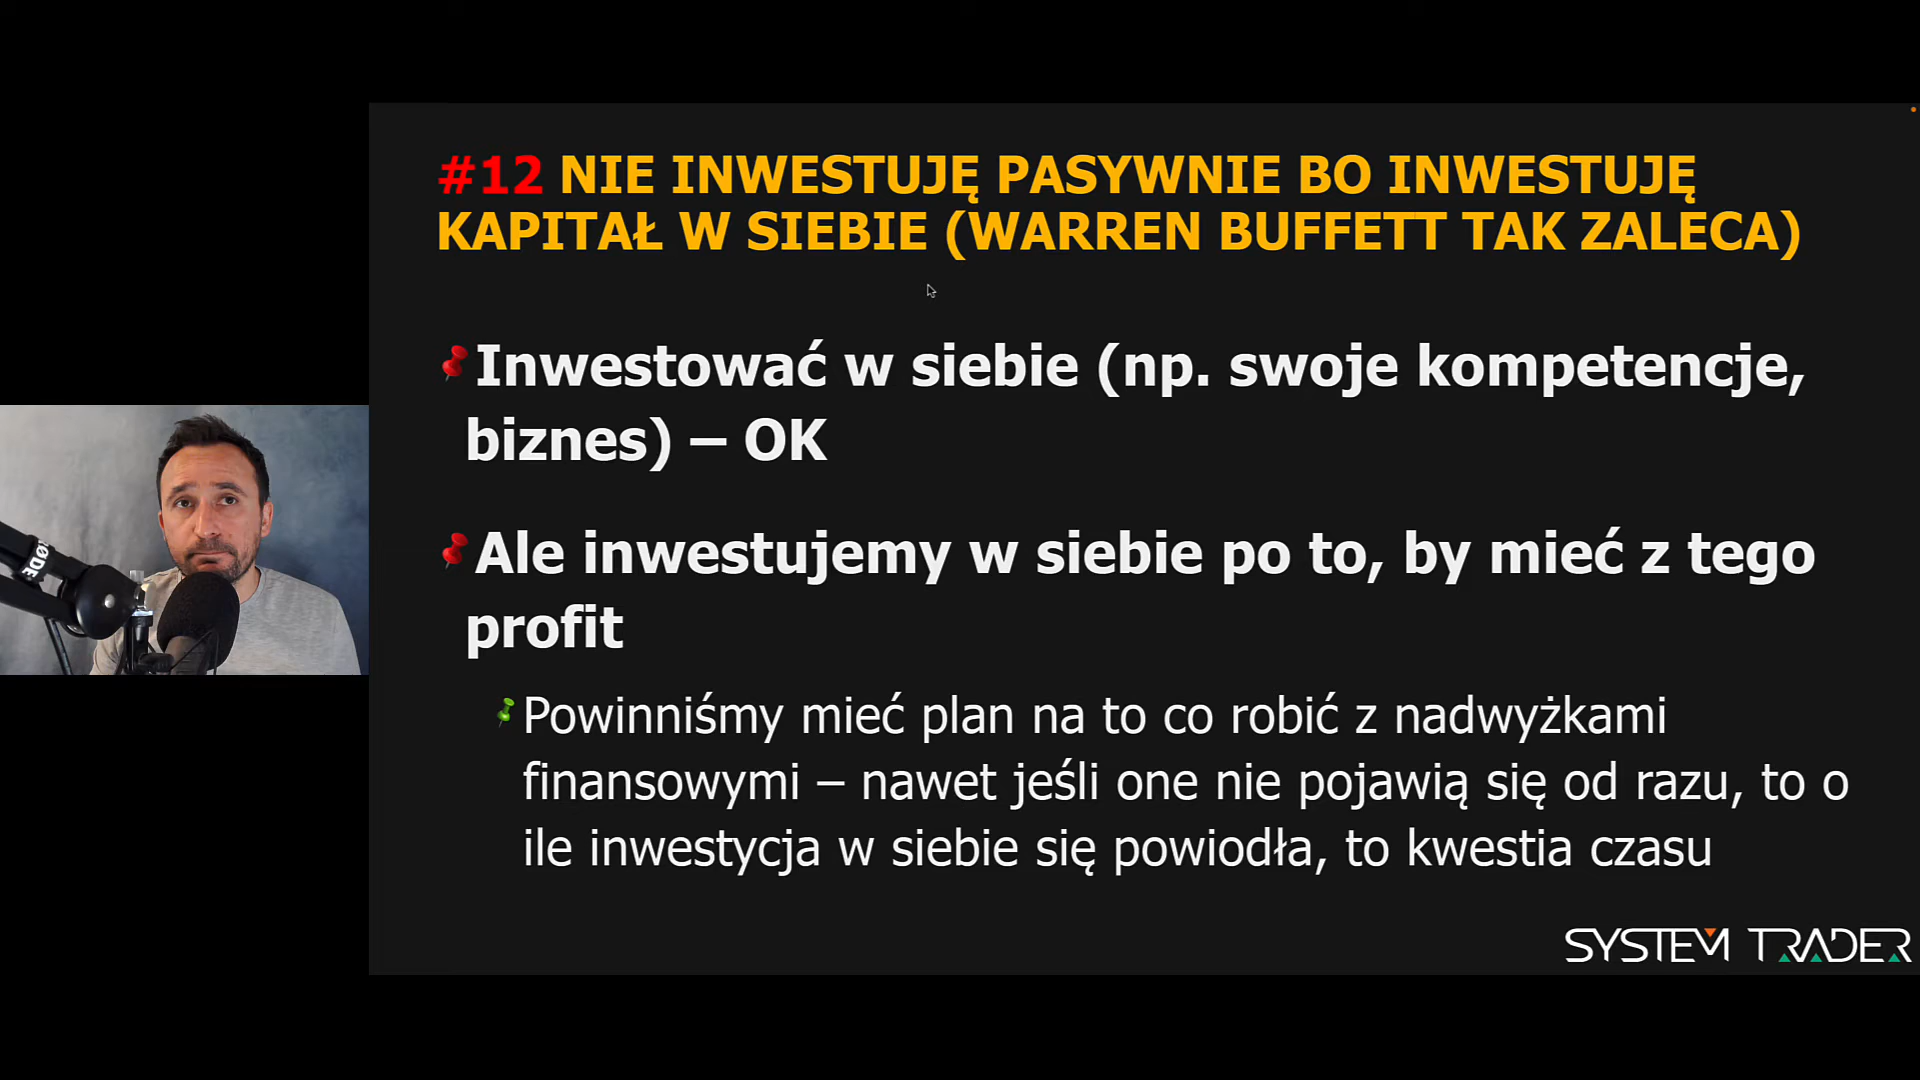 #12 NIE INWESTUJĘ PASYWNIE BO INWESTUJĘ
KAPITAŁ W SIEBIE (WARREN BUFFETT TAK ZALECA)
Inwestować w siebie (np. swoje kompetencje,
biznes) – OK
Ale inwestujemy w siebie po to, by mieć z tego
profit
Powinniśmy mieć plan na to co robić z nadwyżkami
finansowymi – nawet jeśli one nie pojawią się od razu, to o
ile inwestycja w siebie się powiodła, to kwestia czasu
RØDE
SYSTEM TRADER